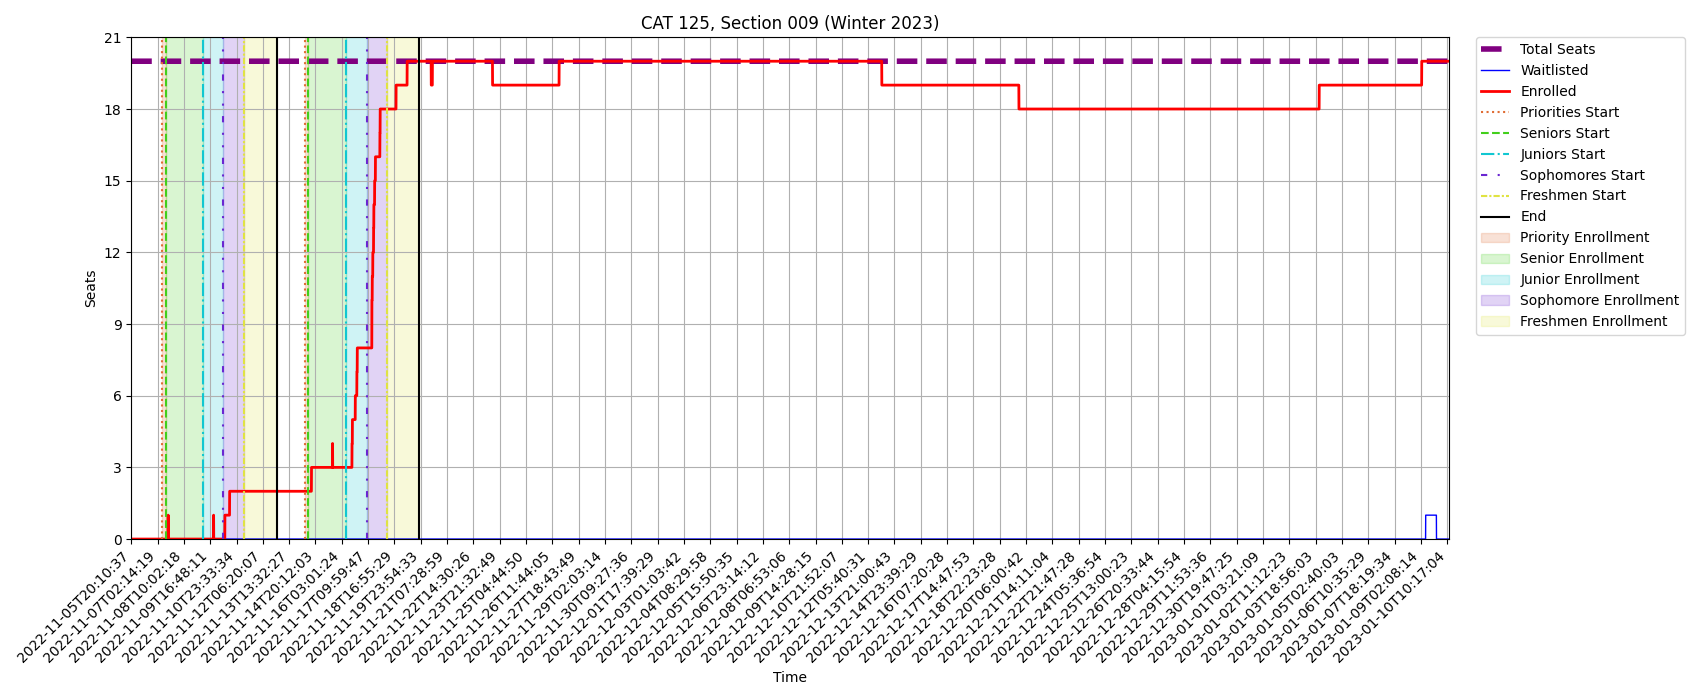 CAT 125, Section 009 (Winter 2023)
21
18
15
12
9
6
3
0
Seats
2022-11-05T20:10:37
2022-11-07T02:14:19
2022-11-08T10:02:18
2022-11-09T16:48:11
2022-11-10T23:33:34
2022-11-12T06:20:07
2022-11-13T13:32:27
2022-11-14T20:12:03
2022-11-16T03:01:24
2022-11-17T09:59:47
2022-11-18T16:55:29
2022-11-19T23:54:33
2022-11-21T07:28:59
2022-11-22T14:30:26
2022-11-23T21:32:49
2022-11-25T04:44:50
2022-11-26T11:44:05
2022-11-27T18:43:49
2022-11-29T02:03:14
2022-11-30T09:27:36
2022-12-01T17:39:29
2022-12-03T01:03:42
2022-12-04T08:29:58
2022-12-05T15:50:35
2022-12-06T23:14:12
2022-12-08T06:53:06
2022-12-09T14:28:15
2022-12-10T21:52:07
2022-12-12T05:40:31
2022-12-13T21:00:43
2022-12-14T23:39:29
2022-12-16T07:20:28
2022-12-17T14:47:53
2022-12-18T22:23:28
2022-12-20T06:00:42
2022-12-21T14:11:04
2022-12-22T21:47:28
2022-12-24T05:36:54
2022-12-25T13:00:23
2022-12-26T20:33:44
2022-12-28T04:15:54
2022-12-29T11:53:36
2022-12-30T19:47:25
2023-01-01T03:21:09
2023-01-02T11:12:23
2023-01-03T18:56:03
2023-01-05T02:40:03
2023-01-06T10:35:29
2023-01-07T18:19:34
2023-01-09T02:08:14
2023-01-10T10:17:04
Time
Total Seats
Waitlisted
Enrolled
Priorities Start
Seniors Start
Juniors Start
Sophomores Start
Freshmen Start
End
Priority Enrollment
Senior Enrollment
Junior Enrollment
Sophomore Enrollment
Freshmen Enrollment